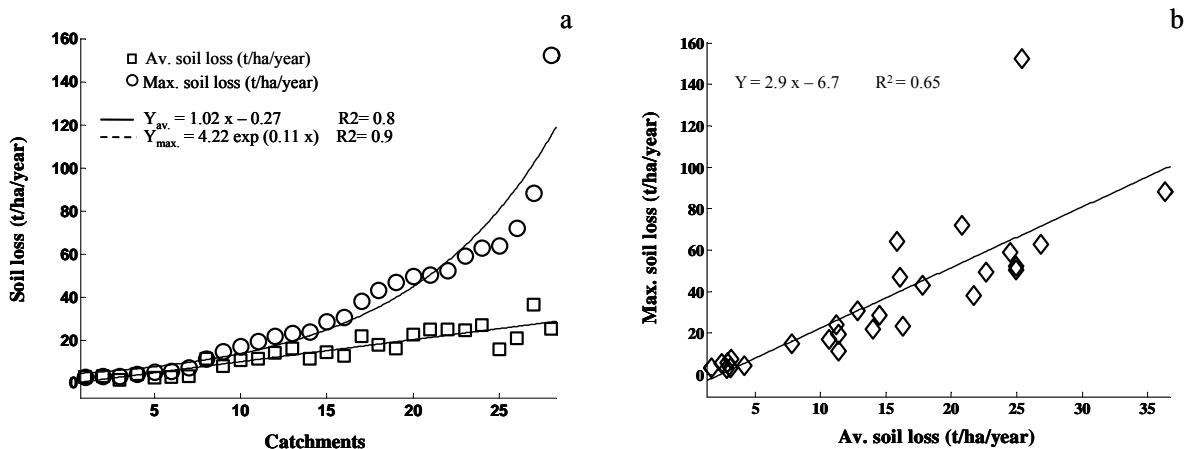 a
160
140
120
100
80
60
40
20
0
Soil loss (t/ha/year)
Av. soil loss (t/ha/year)
Max. soil loss (t/ha/year)
Yav. = 1.02 x – 0.27 R2= 0.8
Ymax. = 4.22 exp (0.11 x) R2= 0.9
5 10 15 20 25
Catchments
b
160
140
120
100
80
60
40
20
0
Max. soil loss (t/ha/year)
Y = 2.9 x – 6.7 R² = 0.65
5 10 15 20 25 30 35
Av. soil loss (t/ha/year)